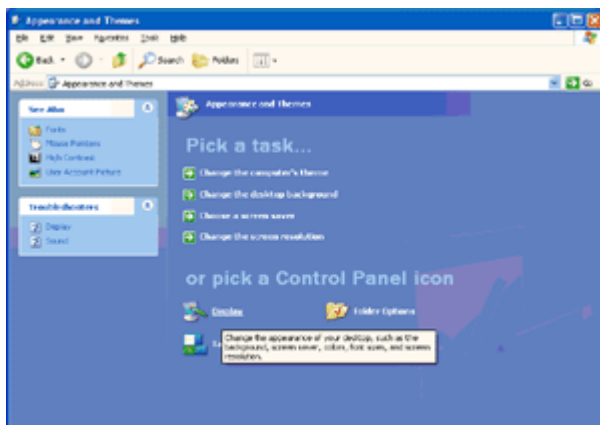 Appearance and Themes
File Edit View Favorites Tools Help
Back Search Folders
Address Appearance and Themes
See Also
Fonts
Mouse Pointers
High Contrast
User Account Picture
Troubleshooters
Display
Sound
Appearance and Themes
Pick a task...
Change the computer's theme
Change the desktop background
Choose a screen saver
Change the screen resolution
or pick a Control Panel icon
Display
Folder Options
Change the appearance of your desktop, such as the
background, screen saver, colors, font sizes, and screen
resolution.